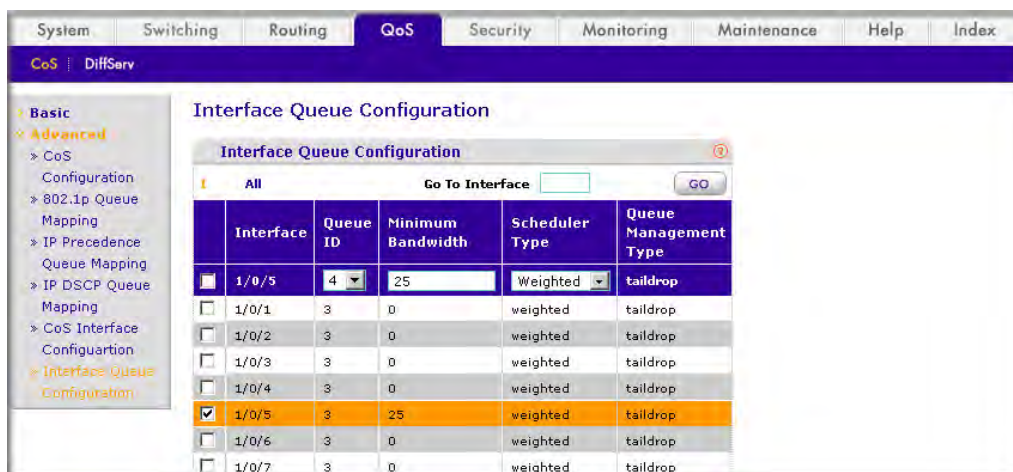 System Switching Routing QoS Security Monitoring Maintenance Help Index
CoS DiffServ
Basic
Advanced
» CoS
Configuration
» 802.1p Queue
Mapping
» IP Precedence
Queue Mapping
» IP DSCP Queue
Mapping
» CoS Interface
Configuartion
» Interface Queue
Configuration
Interface Queue Configuration
Interface Queue Configuration ?
1 All Go To Interface GO
Interface Queue ID Minimum Bandwidth Scheduler Type Queue Management Type
1/0/5 4 25 Weighted taildrop
1/0/1 3 0 weighted taildrop
1/0/2 3 0 weighted taildrop
1/0/3 3 0 weighted taildrop
1/0/4 3 0 weighted taildrop
1/0/5 3 25 weighted taildrop
1/0/6 3 0 weighted taildrop
1/0/7 3 0 weighted taildrop